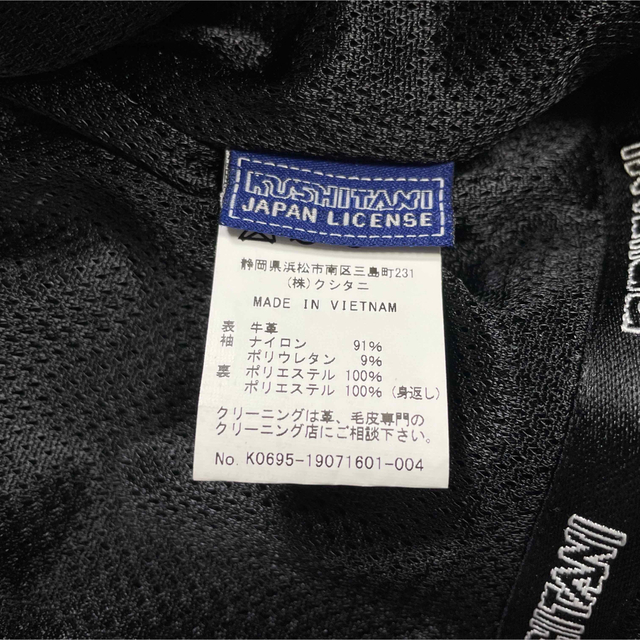 KUSHITANI
JAPAN LICENSE
静岡県浜松市南区三島町231
(株)クシタニ
MADE IN VIETNAM
表 牛革
袖 ナイロン 91%
ポリウレタン 9%
裏 ポリエステル 100%
ポリエステル 100% (身返し)
クリーニングは革、毛皮専門の
クリーニング店にご相談下さい。
No. K0695-19071601-004